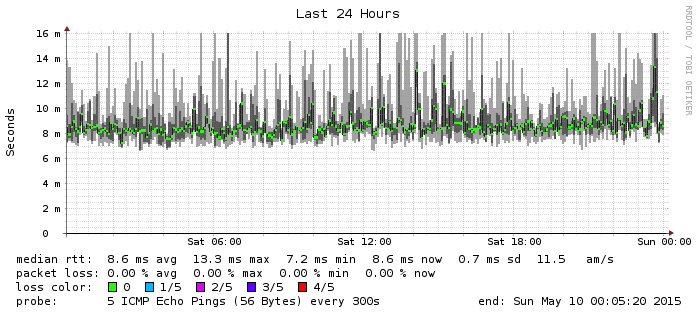 Last 24 Hours
RRDTOOL / TOBI OETIKER
Seconds
16 m
14 m
12 m
10 m
8 m
6 m
4 m
2 m
0
Sat 06:00 Sat 12:00 Sat 18:00 Sun 00:00
median rtt: 8.6 ms avg 13.3 ms max 7.2 ms min 8.6 ms now 0.7 ms sd 11.5 am/s
packet loss: 0.00 % avg 0.00 % max 0.00 % min 0.00 % now
loss color: 0 1/5 2/5 3/5 4/5
probe: 5 ICMP Echo Pings (56 Bytes) every 300s end: Sun May 10 00:05:20 2015